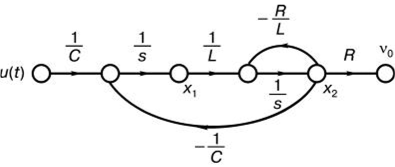 -R/L
1/C
1/s
1/L
R
v₀
u(t)
x₁
1/s
x₂
-1/C